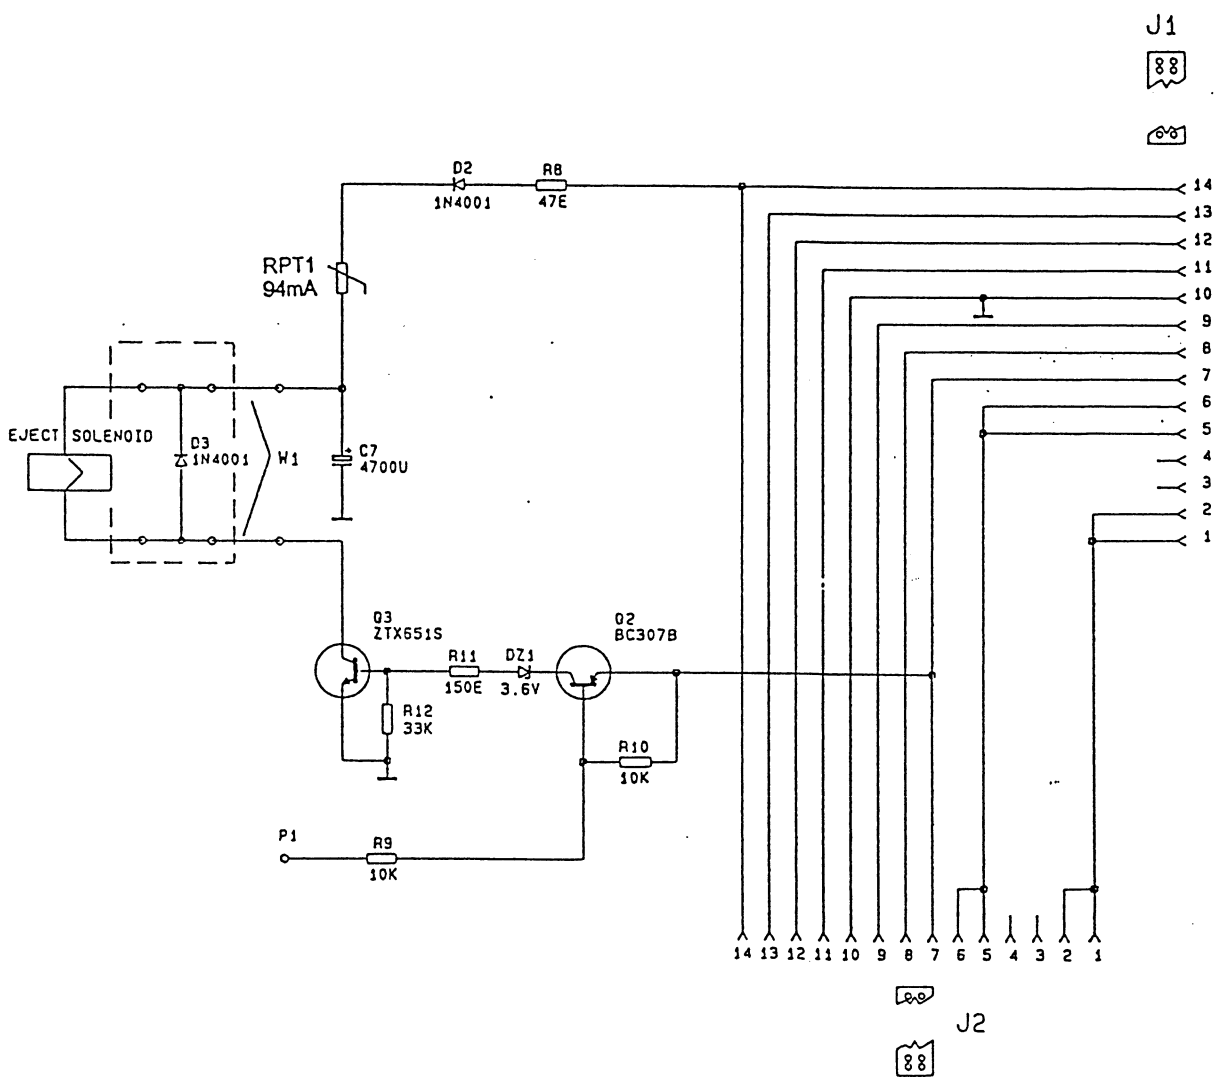 J1
D2
1N4001
R8
47E
14
13
12
11
10
9
8
7
6
5
4
3
2
1
RPT1
94mA
EJECT SOLENOID
D3
1N4001
W1
C7
4700U
Q3
ZTX651S
R11
150E
DZ1
3.6V
Q2
BC307B
R12
33K
R10
10K
P1
R9
10K
14 13 12 11 10 9 8 7 6 5 4 3 2 1
J2